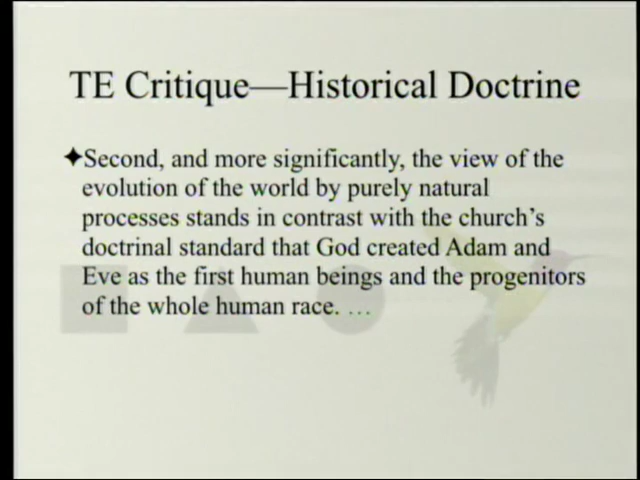 TE Critique—Historical Doctrine
✦Second, and more significantly, the view of the
evolution of the world by purely natural
processes stands in contrast with the church’s
doctrinal standard that God created Adam and
Eve as the first human beings and the progenitors
of the whole human race. …